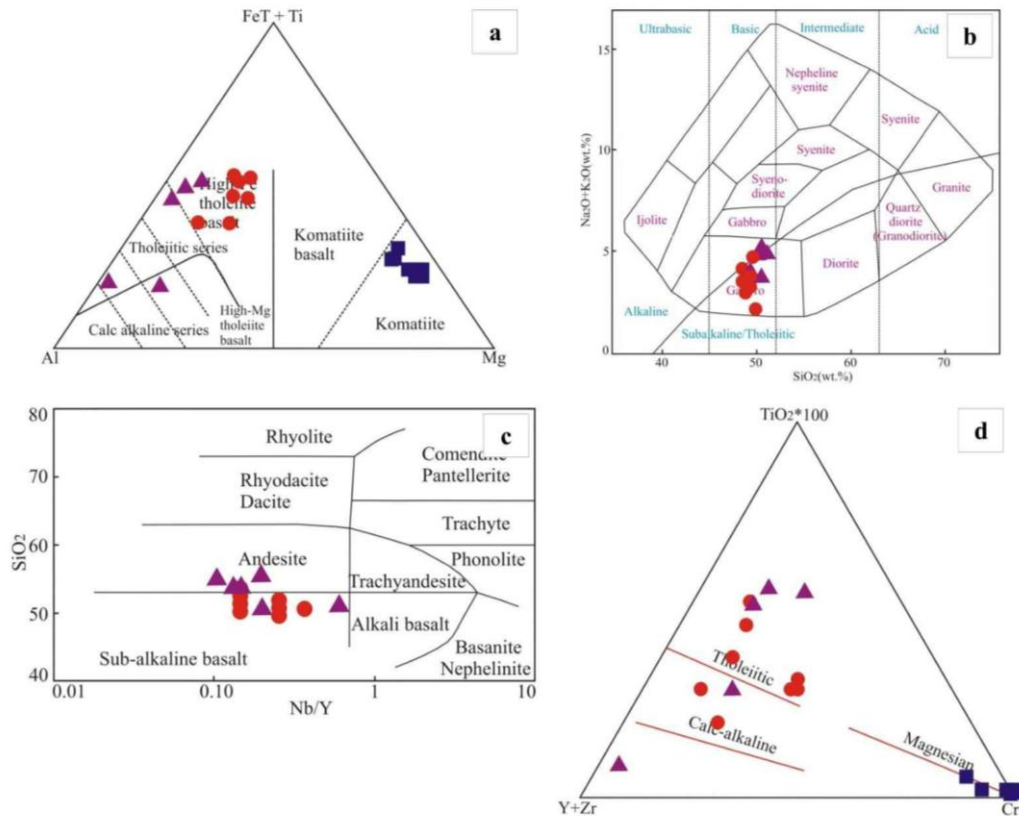 FeT + Ti
a
High-Fe
tholeiite
basalt
Tholeiitic series
Komatiite
basalt
Calc alkaline series
High-Mg
tholeiite
basalt
Komatiite
Al
Mg
b
Ultrabasic
Basic
Intermediate
Acid
15
Nepheline
syenite
Syenite
10
Syenite
Syeno-
diorite
Granite
Ijolite
Gabbro
Quartz
diorite
(Granodiorite)
5
Diorite
Gabbro
Alkaline
Subalkaline/Tholeiitic
0
40
50
60
70
Na2O+K2O(wt.%)
SiO2(wt.%)
80
c
Rhyolite
Comendite
Pantellerite
70
Rhyodacite
Dacite
Trachyte
60
Andesite
Phonolite
Trachyandesite
50
Alkali basalt
Sub-alkaline basalt
Basanite
Nephelinite
40
SiO2
0.01
0.10
1
10
Nb/Y
TiO2*100
d
Tholeiitic
Calc-alkaline
Magnesian
Y+Zr
Cr